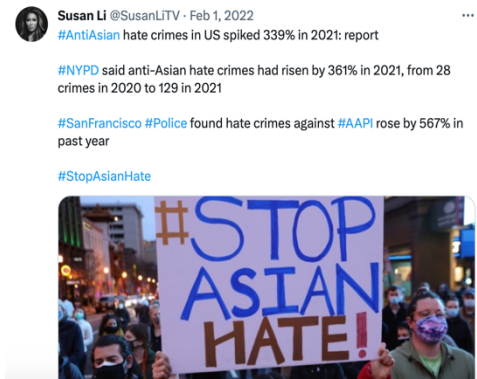 Susan Li @SusanLiTV · Feb 1, 2022
#AntiAsian hate crimes in US spiked 339% in 2021: report
#NYPD said anti-Asian hate crimes had risen by 361% in 2021, from 28
crimes in 2020 to 129 in 2021
#SanFrancisco #Police found hate crimes against #AAPI rose by 567% in
past year
#StopAsianHate
#STOP
ASIAN
HATE!